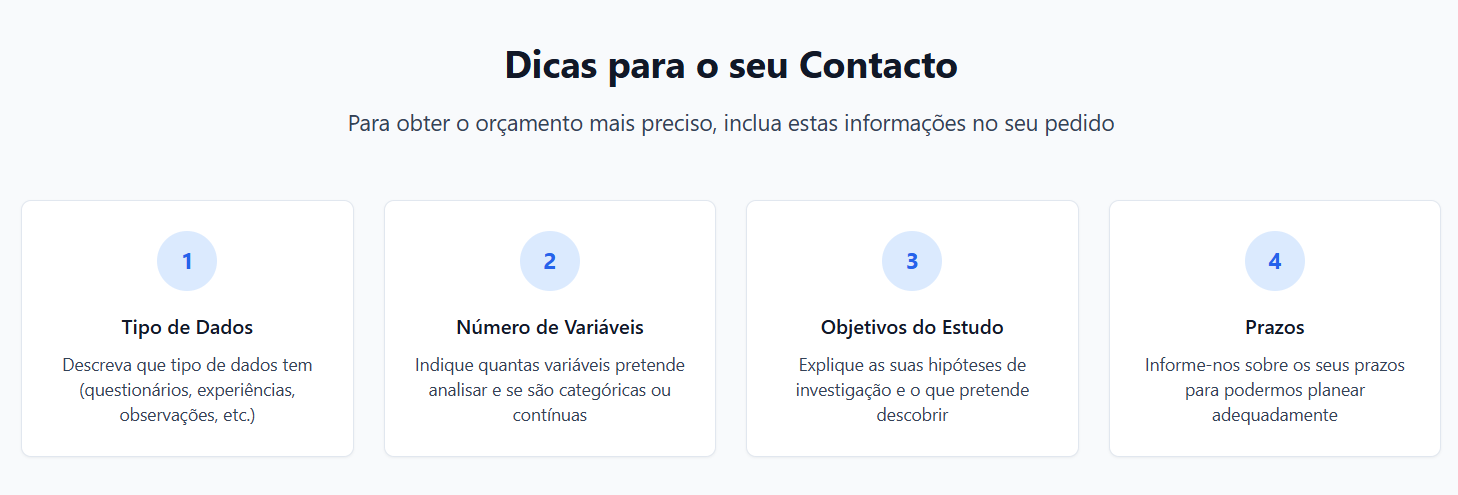 Dicas para o seu Contacto
Para obter o orçamento mais preciso, inclua estas informações no seu pedido
1
Tipo de Dados
Descreva que tipo de dados tem
(questionários, experiências,
observações, etc.)
2
Número de Variáveis
Indique quantas variáveis pretende
analisar e se são categóricas ou
contínuas
3
Objetivos do Estudo
Explique as suas hipóteses de
investigação e o que pretende
descobrir
4
Prazos
Informe-nos sobre os seus prazos
para podermos planear
adequadamente